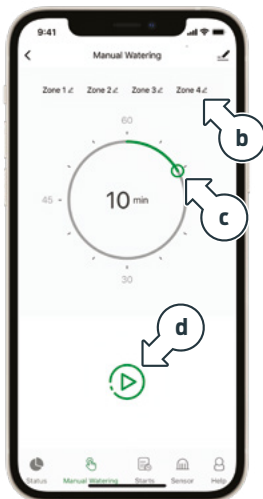 9:41
Manual Watering
Zone 1 Zone 2 Zone 3 Zone 4
b
60
c
45
10 min
30
d
Status Manual Watering Starts Sensor Help